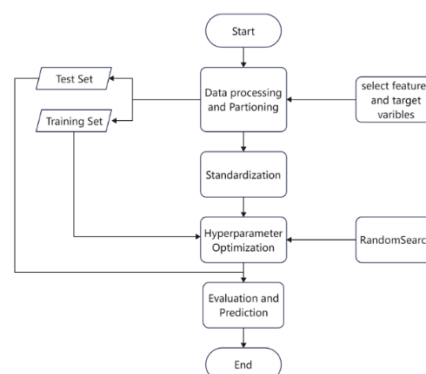 Start
Test Set
Data processing
and Partioning
select feature
and target
varibles
Training Set
Standardization
Hyperparameter
Optimization
RandomSearc
Evaluation and
Prediction
End